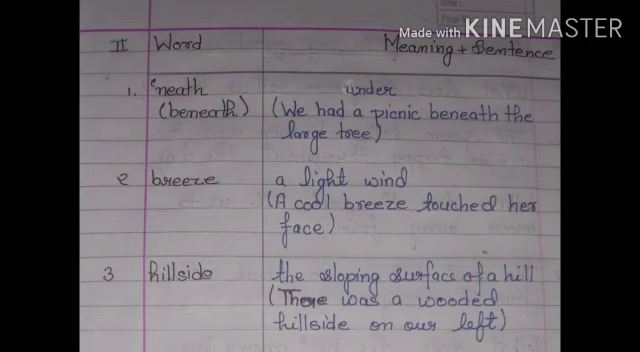 Date :
Page
Made with KINEMASTER
II Word Meaning + Sentence
1. 'neath under
(beneath) (We had a picnic beneath the
large tree)
2 breeze a light wind
(A cool breeze touched her
face)
3 hillside the sloping surface of a hill
(There was a wooded
hillside on our left)